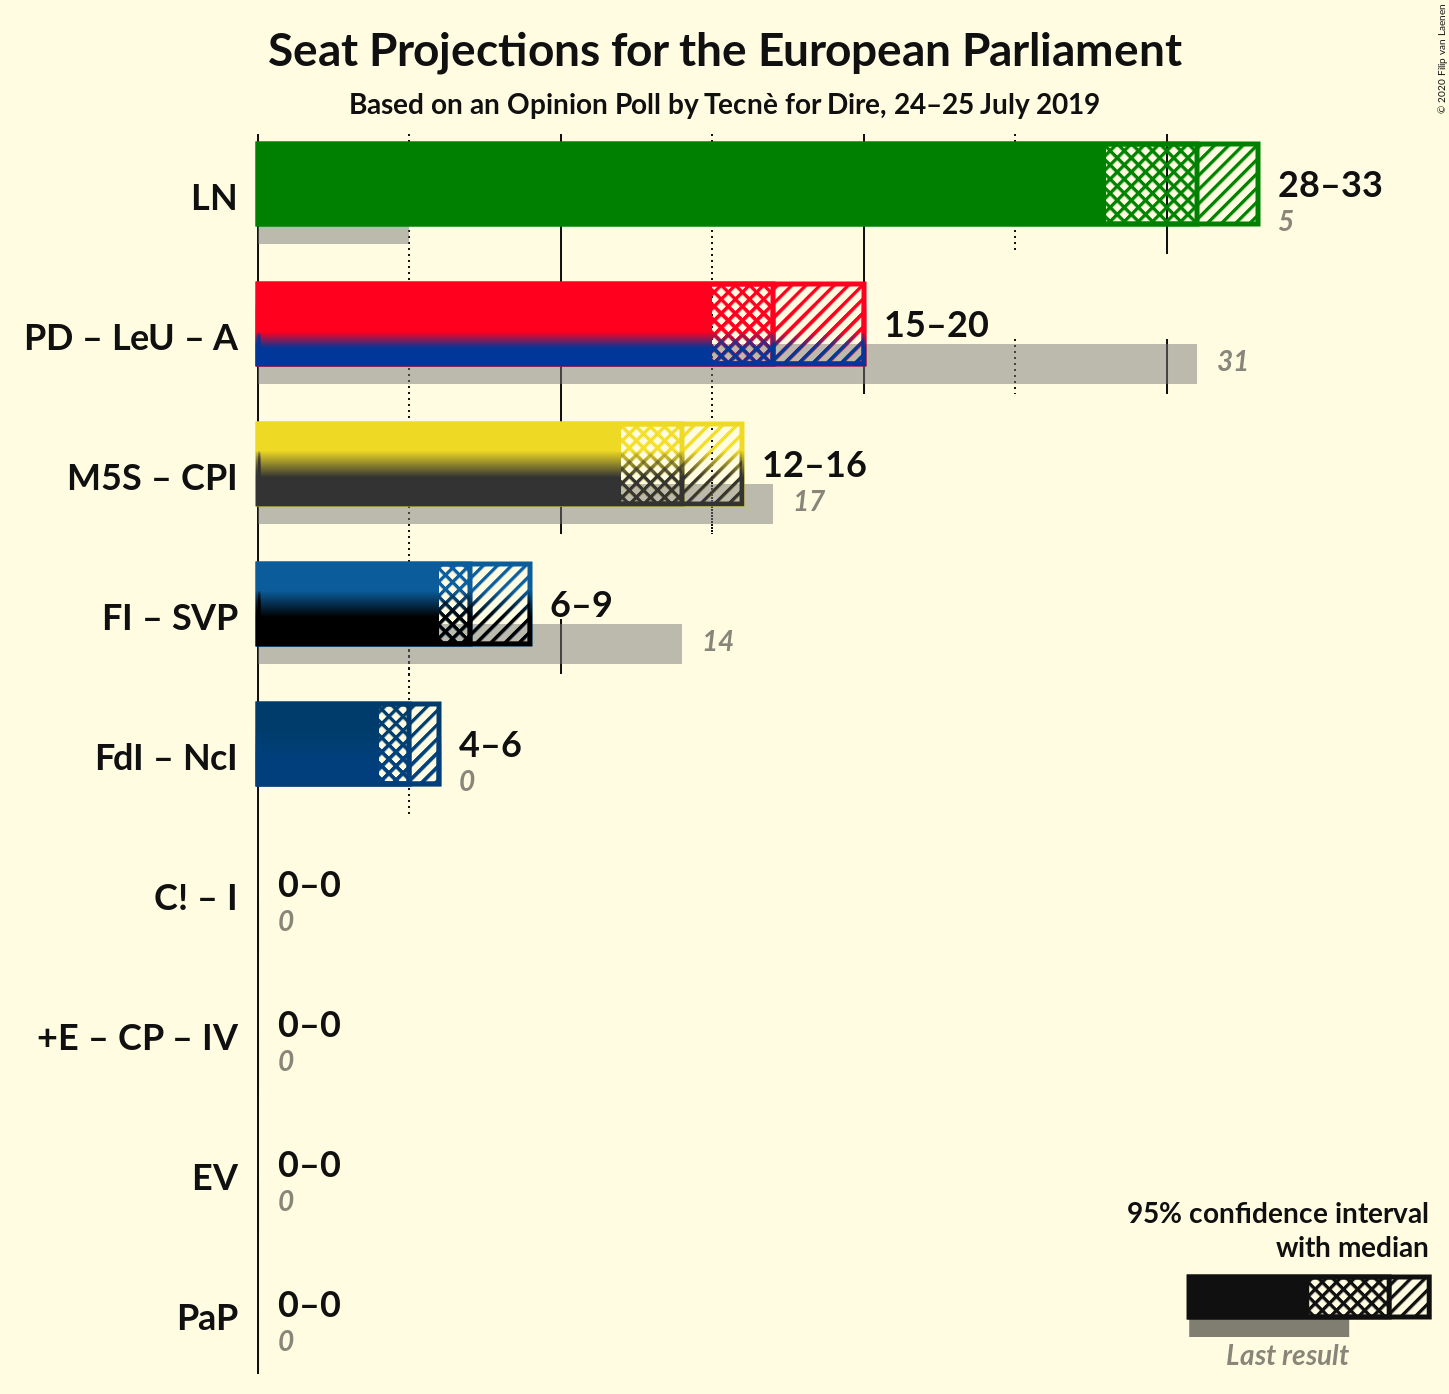 Seat Projections for the European Parliament
Based on an Opinion Poll by Tecnè for Dire, 24–25 July 2019
© 2020 Filip van Laenen
LN
28–33
5
PD – LeU – A
15–20
31
M5S – CPI
12–16
17
FI – SVP
6–9
14
FdI – NcI
4–6
0
C! – I
0–0
0
+E – CP – IV
0–0
0
EV
0–0
0
PaP
0–0
0
95% confidence interval
with median
Last result